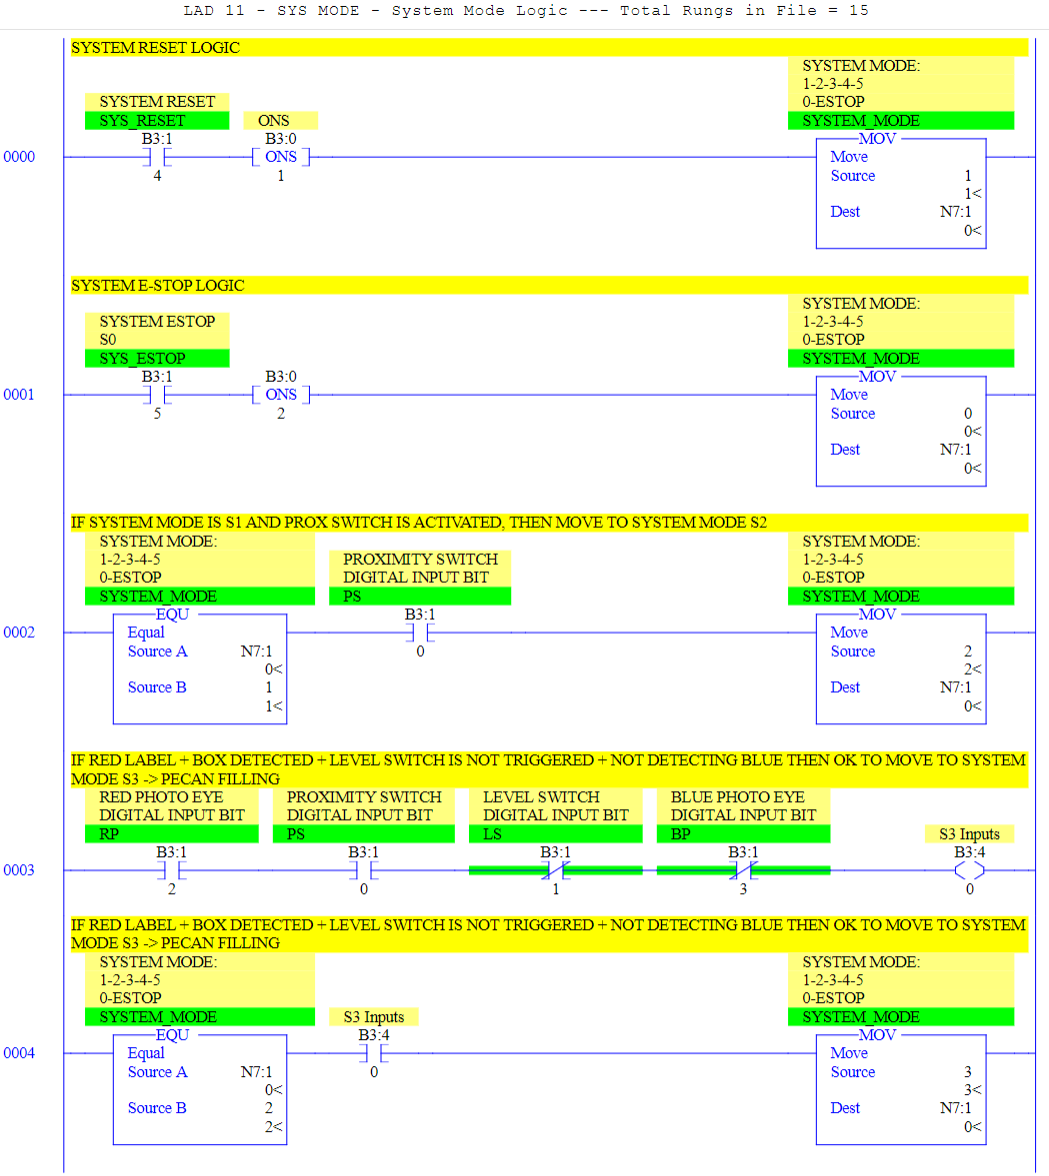 LAD 11 - SYS MODE - System Mode Logic --- Total Rungs in File = 15
SYSTEM RESET LOGIC
SYSTEM MODE:
1-2-3-4-5
0-ESTOP
SYSTEM_MODE
SYSTEM RESET
SYS_RESET
ONS
B3:1
B3:0
MOV
0000
ONS
Move
4
1
Source 1
1<
Dest N7:1
0<
SYSTEM E-STOP LOGIC
SYSTEM MODE:
1-2-3-4-5
0-ESTOP
SYSTEM_MODE
SYSTEM ESTOP
S0
SYS_ESTOP
B3:1
B3:0
MOV
0001
ONS
Move
5
2
Source 0
0<
Dest N7:1
0<
IF SYSTEM MODE IS S1 AND PROX SWITCH IS ACTIVATED, THEN MOVE TO SYSTEM MODE S2
SYSTEM MODE:
1-2-3-4-5
0-ESTOP
SYSTEM_MODE
PROXIMITY SWITCH
DIGITAL INPUT BIT
PS
SYSTEM MODE:
1-2-3-4-5
0-ESTOP
SYSTEM_MODE
0002
EQU
Equal
Source A N7:1
0<
Source B 1
1<
B3:1
0
MOV
Move
Source 2
2<
Dest N7:1
0<
IF RED LABEL + BOX DETECTED + LEVEL SWITCH IS NOT TRIGGERED + NOT DETECTING BLUE THEN OK TO MOVE TO SYSTEM
MODE S3 -> PECAN FILLING
RED PHOTO EYE
DIGITAL INPUT BIT
RP
PROXIMITY SWITCH
DIGITAL INPUT BIT
PS
LEVEL SWITCH
DIGITAL INPUT BIT
LS
BLUE PHOTO EYE
DIGITAL INPUT BIT
BP
S3 Inputs
0003
B3:1
2
B3:1
0
B3:1
1
B3:1
3
B3:4
0
IF RED LABEL + BOX DETECTED + LEVEL SWITCH IS NOT TRIGGERED + NOT DETECTING BLUE THEN OK TO MOVE TO SYSTEM
MODE S3 -> PECAN FILLING
SYSTEM MODE:
1-2-3-4-5
0-ESTOP
SYSTEM_MODE
S3 Inputs
SYSTEM MODE:
1-2-3-4-5
0-ESTOP
SYSTEM_MODE
0004
EQU
Equal
Source A N7:1
0<
Source B 2
2<
B3:4
0
MOV
Move
Source 3
3<
Dest N7:1
0<